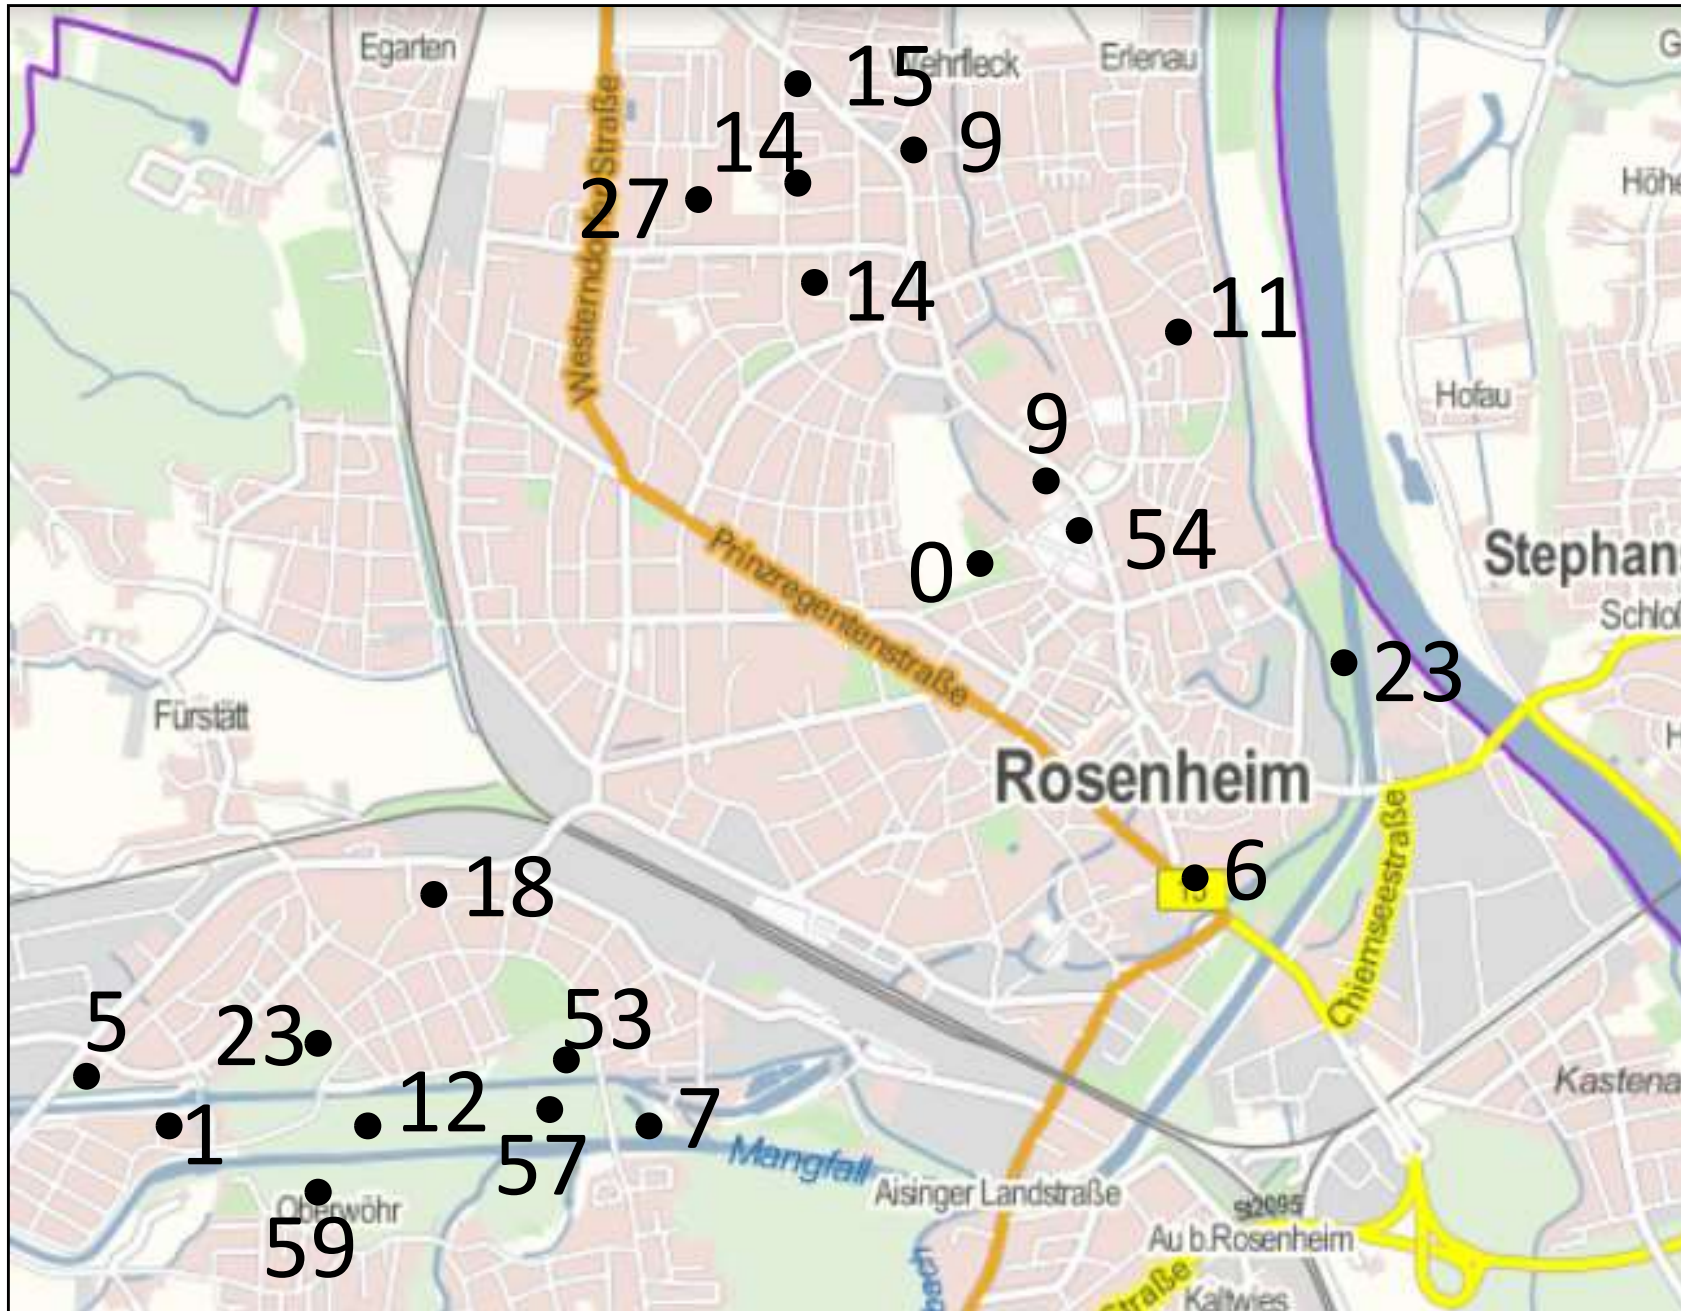 Egarten
Wehrfleck
Erlenau
15
14
9
27
Höhe
14
11
Hofau
9
54
0
Stephans
Schloß
Prinzregentenstraße
23
Fürstätt
Rosenheim
18
6
Chiemseestraße
5
23
53
Kastena
1
12
57
7
Mangfall
Aisinger Landstraße
Oberwöhr
59
St2095
Au b.Rosenheim
Straße
Kaltwies